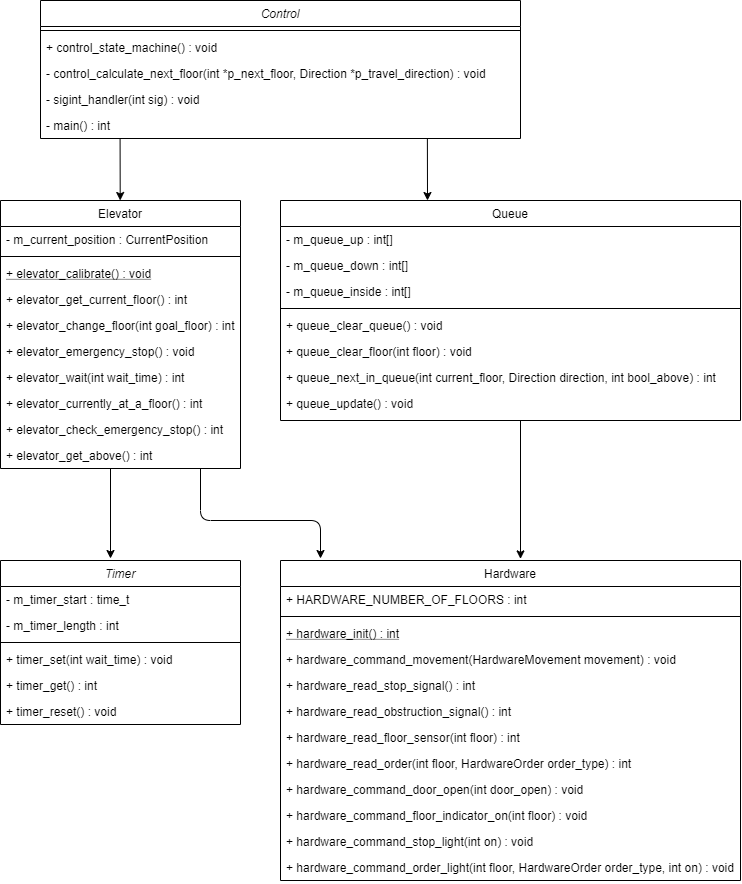 Control
+ control_state_machine() : void
- control_calculate_next_floor(int *p_next_floor, Direction *p_travel_direction) : void
- sigint_handler(int sig) : void
- main() : int
Elevator
- m_current_position : CurrentPosition
+ elevator_calibrate() : void
+ elevator_get_current_floor() : int
+ elevator_change_floor(int goal_floor) : int
+ elevator_emergency_stop() : void
+ elevator_wait(int wait_time) : int
+ elevator_currently_at_a_floor() : int
+ elevator_check_emergency_stop() : int
+ elevator_get_above() : int
Queue
- m_queue_up : int[]
- m_queue_down : int[]
- m_queue_inside : int[]
+ queue_clear_queue() : void
+ queue_clear_floor(int floor) : void
+ queue_next_in_queue(int current_floor, Direction direction, int bool_above) : int
+ queue_update() : void
Timer
- m_timer_start : time_t
- m_timer_length : int
+ timer_set(int wait_time) : void
+ timer_get() : int
+ timer_reset() : void
Hardware
+ HARDWARE_NUMBER_OF_FLOORS : int
+ hardware_init() : int
+ hardware_command_movement(HardwareMovement movement) : void
+ hardware_read_stop_signal() : int
+ hardware_read_obstruction_signal() : int
+ hardware_read_floor_sensor(int floor) : int
+ hardware_read_order(int floor, HardwareOrder order_type) : int
+ hardware_command_door_open(int door_open) : void
+ hardware_command_floor_indicator_on(int floor) : void
+ hardware_command_stop_light(int on) : void
+ hardware_command_order_light(int floor, HardwareOrder order_type, int on) : void